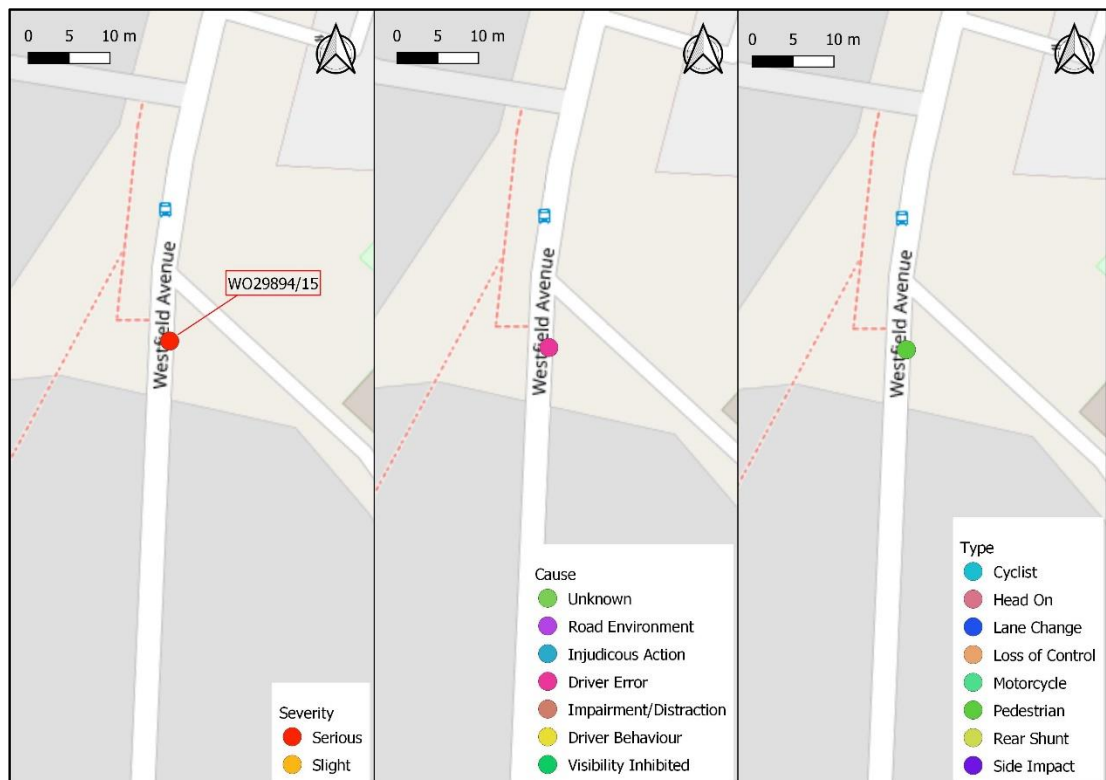 0 5 10 m
WO29894/15
Westfield Avenue
Severity
Serious
Slight
0 5 10 m
Westfield Avenue
Cause
Unknown
Road Environment
Injudicous Action
Driver Error
Impairment/Distraction
Driver Behaviour
Visibility Inhibited
0 5 10 m
Westfield Avenue
Type
Cyclist
Head On
Lane Change
Loss of Control
Motorcycle
Pedestrian
Rear Shunt
Side Impact